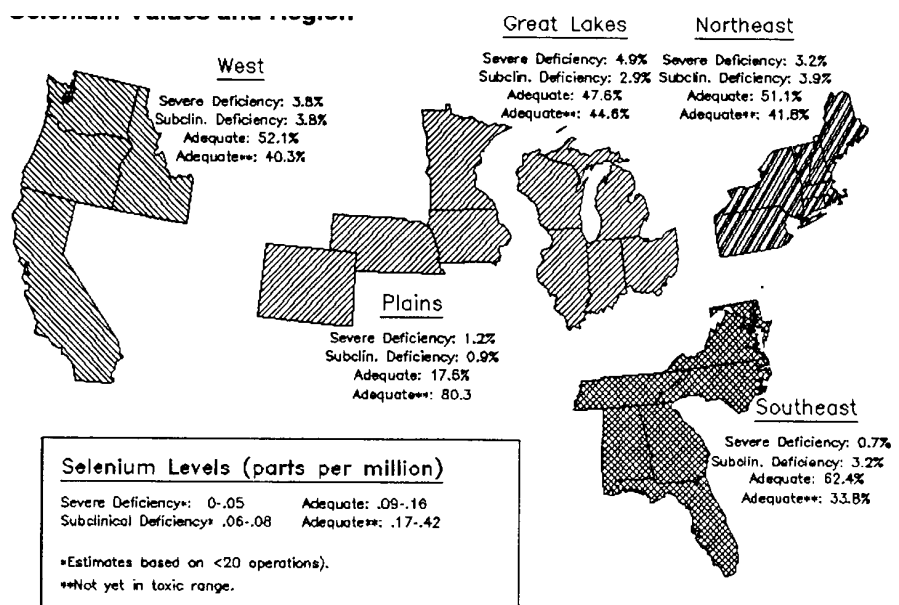 Selenium Values and Region
Great Lakes
Severe Deficiency: 4.9%
Subclin. Deficiency: 2.9%
Adequate: 47.6%
Adequate**: 44.6%
Northeast
Severe Deficiency: 3.2%
Subclin. Deficiency: 3.9%
Adequate: 51.1%
Adequate**: 41.8%
West
Severe Deficiency: 3.8%
Subclin. Deficiency: 3.8%
Adequate: 52.1%
Adequate**: 40.3%
Plains
Severe Deficiency: 1.2%
Subclin. Deficiency: 0.9%
Adequate: 17.6%
Adequate**: 80.3
Southeast
Severe Deficiency: 0.7%
Subclin. Deficiency: 3.2%
Adequate: 62.4%
Adequate**: 33.8%
Selenium Levels (parts per million)
Severe Deficiency*: 0-.05 Adequate: .09-.16
Subclinical Deficiency* .06-.08 Adequate**: .17-.42
*Estimates based on <20 operations).
**Not yet in toxic range.